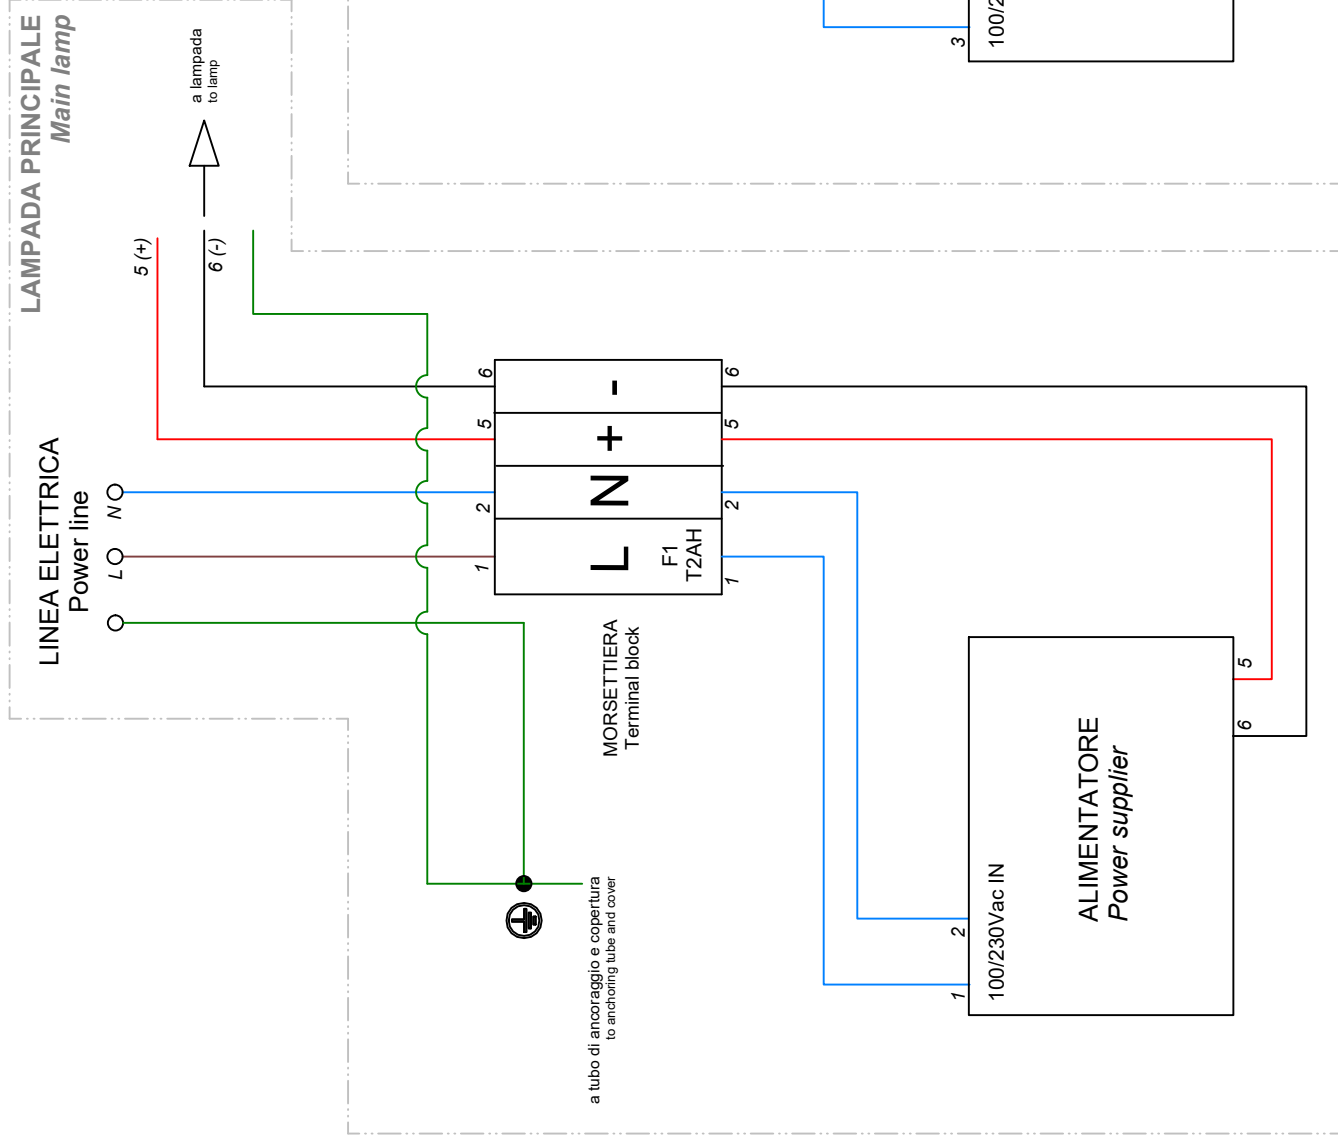 LAMPADA PRINCIPALE
Main lamp
a lampada
to lamp
5 (+)
6 (-)
LINEA ELETTRICA
Power line
N
L
6
5
2
1
-
+
N
L
F1
T2AH
6
5
2
1
MORSETTIERA
Terminal block
a tubo di ancoraggio e copertura
to anchoring tube and cover
ALIMENTATORE
Power supplier
100/230Vac IN
2
1
5
6
3
100/2